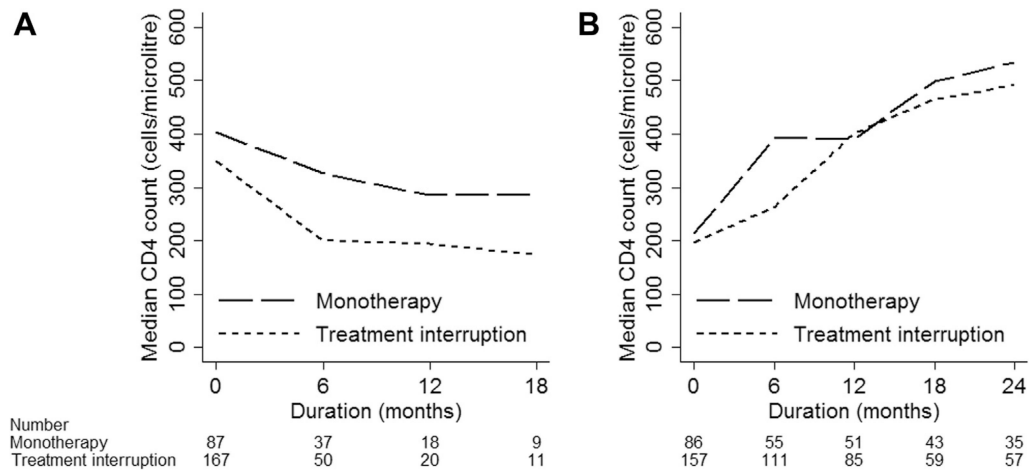 A
Median CD4 count (cells/microlitre)
600
500
400
300
200
100
0
Monotherapy
Treatment interruption
0 6 12 18
Duration (months)
B
Median CD4 count (cells/microlitre)
600
500
400
300
200
100
0
Monotherapy
Treatment interruption
0 6 12 18 24
Duration (months)
Number
Monotherapy 87 37 18 9 86 55 51 43 35
Treatment interruption 167 50 20 11 157 111 85 59 57